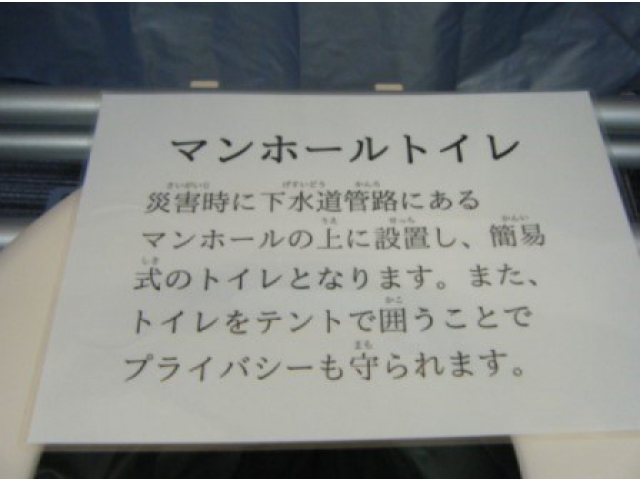 マンホールトイレ
災害時に下水道管路にある
マンホールの上に設置し、簡易
式のトイレとなります。また、
トイレをテントで囲うことで
プライバシーも守られます。